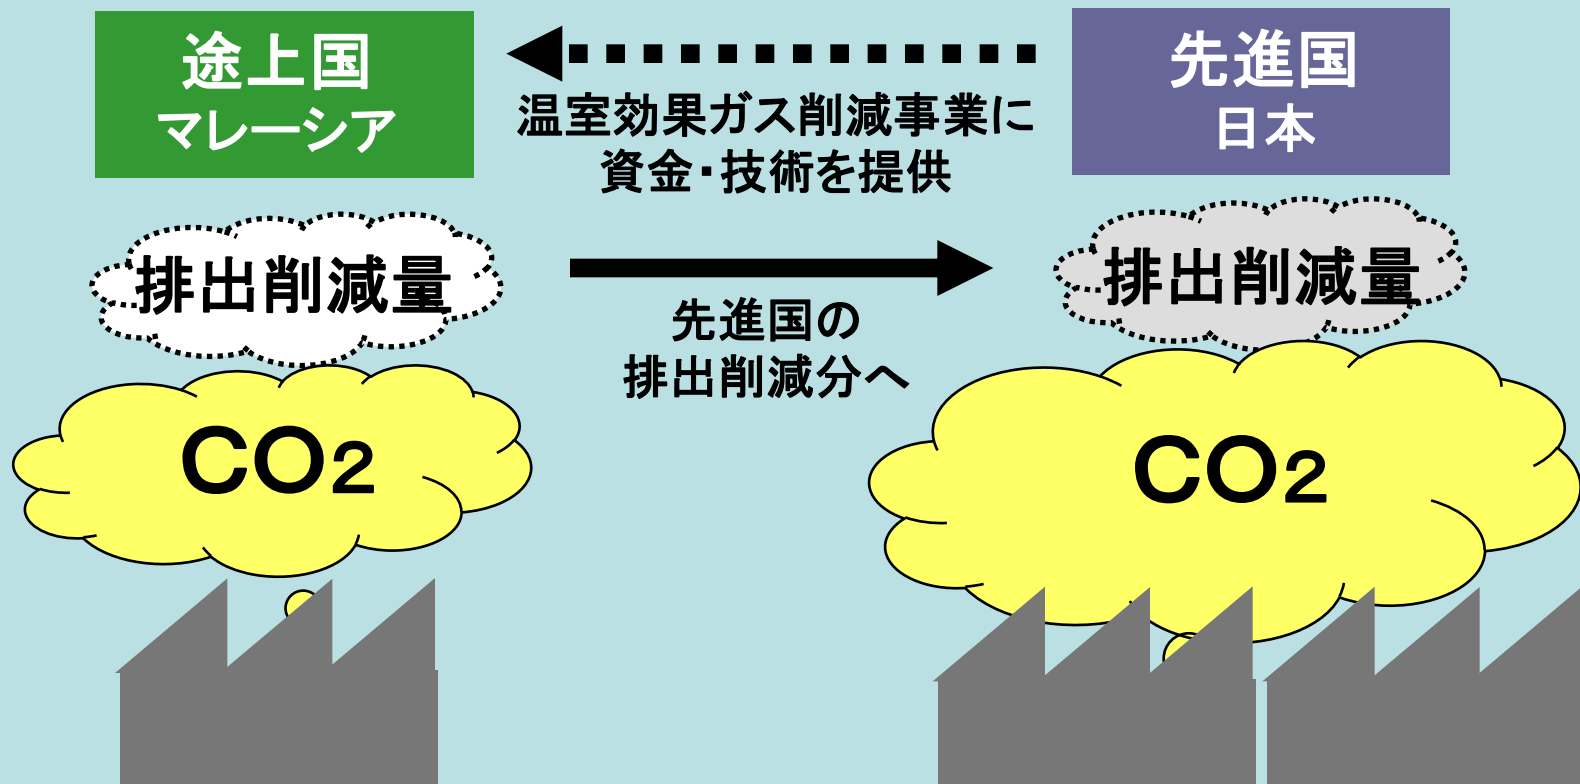 途上国
マレーシア
温室効果ガス削減事業に
資金・技術を提供
先進国
日本
排出削減量
先進国の
排出削減分へ
排出削減量
CO2
CO2